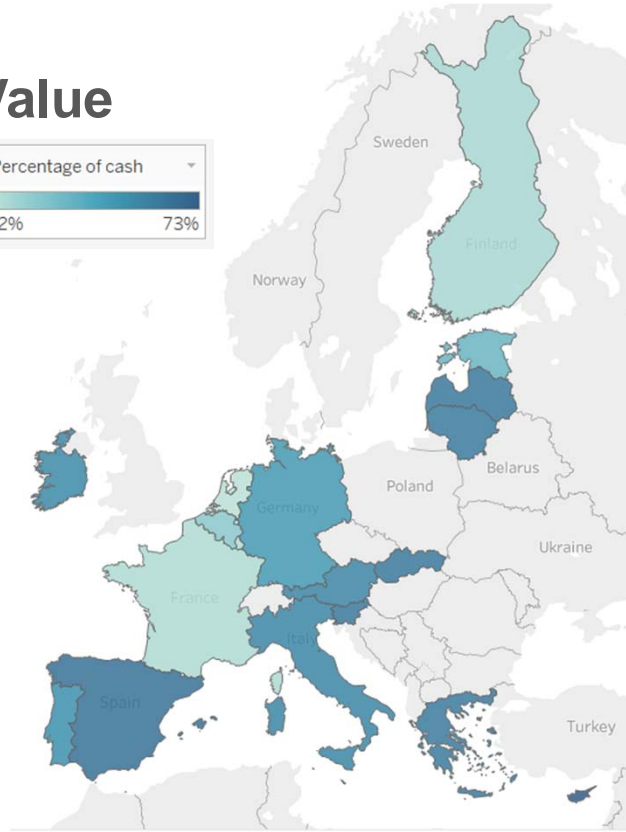 Value
Percentage of cash
2%
73%
Sweden
Finland
Norway
Poland
Belarus
Germany
Ukraine
France
Italy
Spain
Turkey